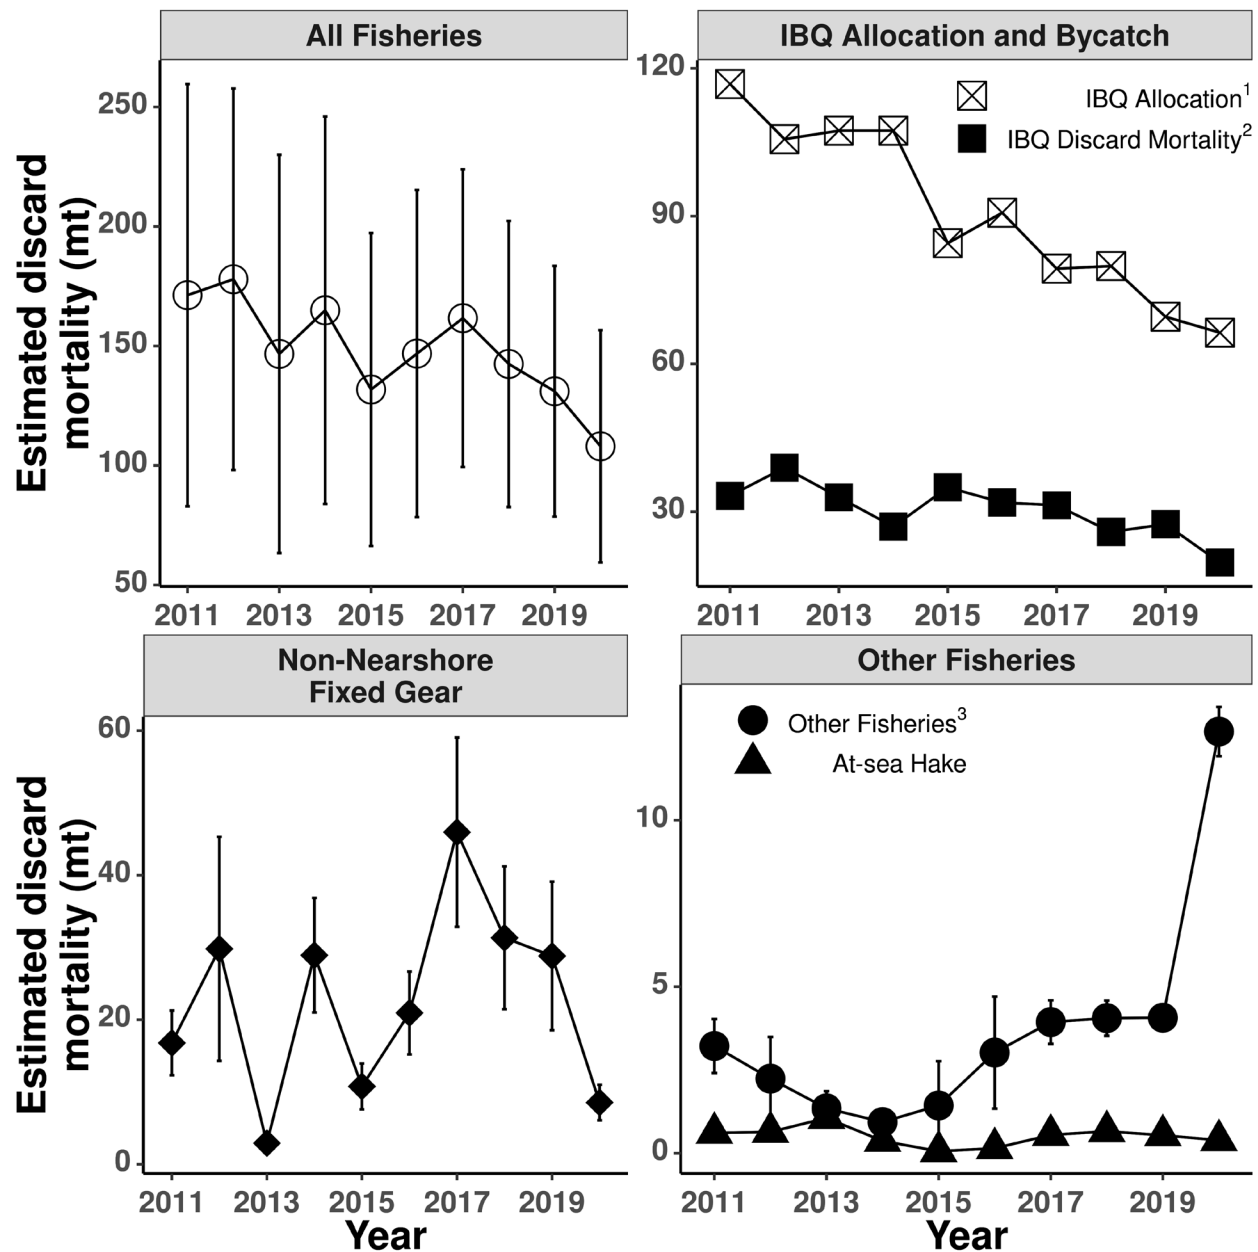 All Fisheries
Estimated discard
mortality (mt)
250
200
150
100
50
2011 2013 2015 2017 2019
IBQ Allocation and Bycatch
120
90
60
30
IBQ Allocation¹
IBQ Discard Mortality²
2011 2013 2015 2017 2019
Non-Nearshore
Fixed Gear
Estimated discard
mortality (mt)
60
40
20
0
2011 2013 2015 2017 2019
Year
Other Fisheries
Other Fisheries³
At-sea Hake
10
5
0
2011 2013 2015 2017 2019
Year